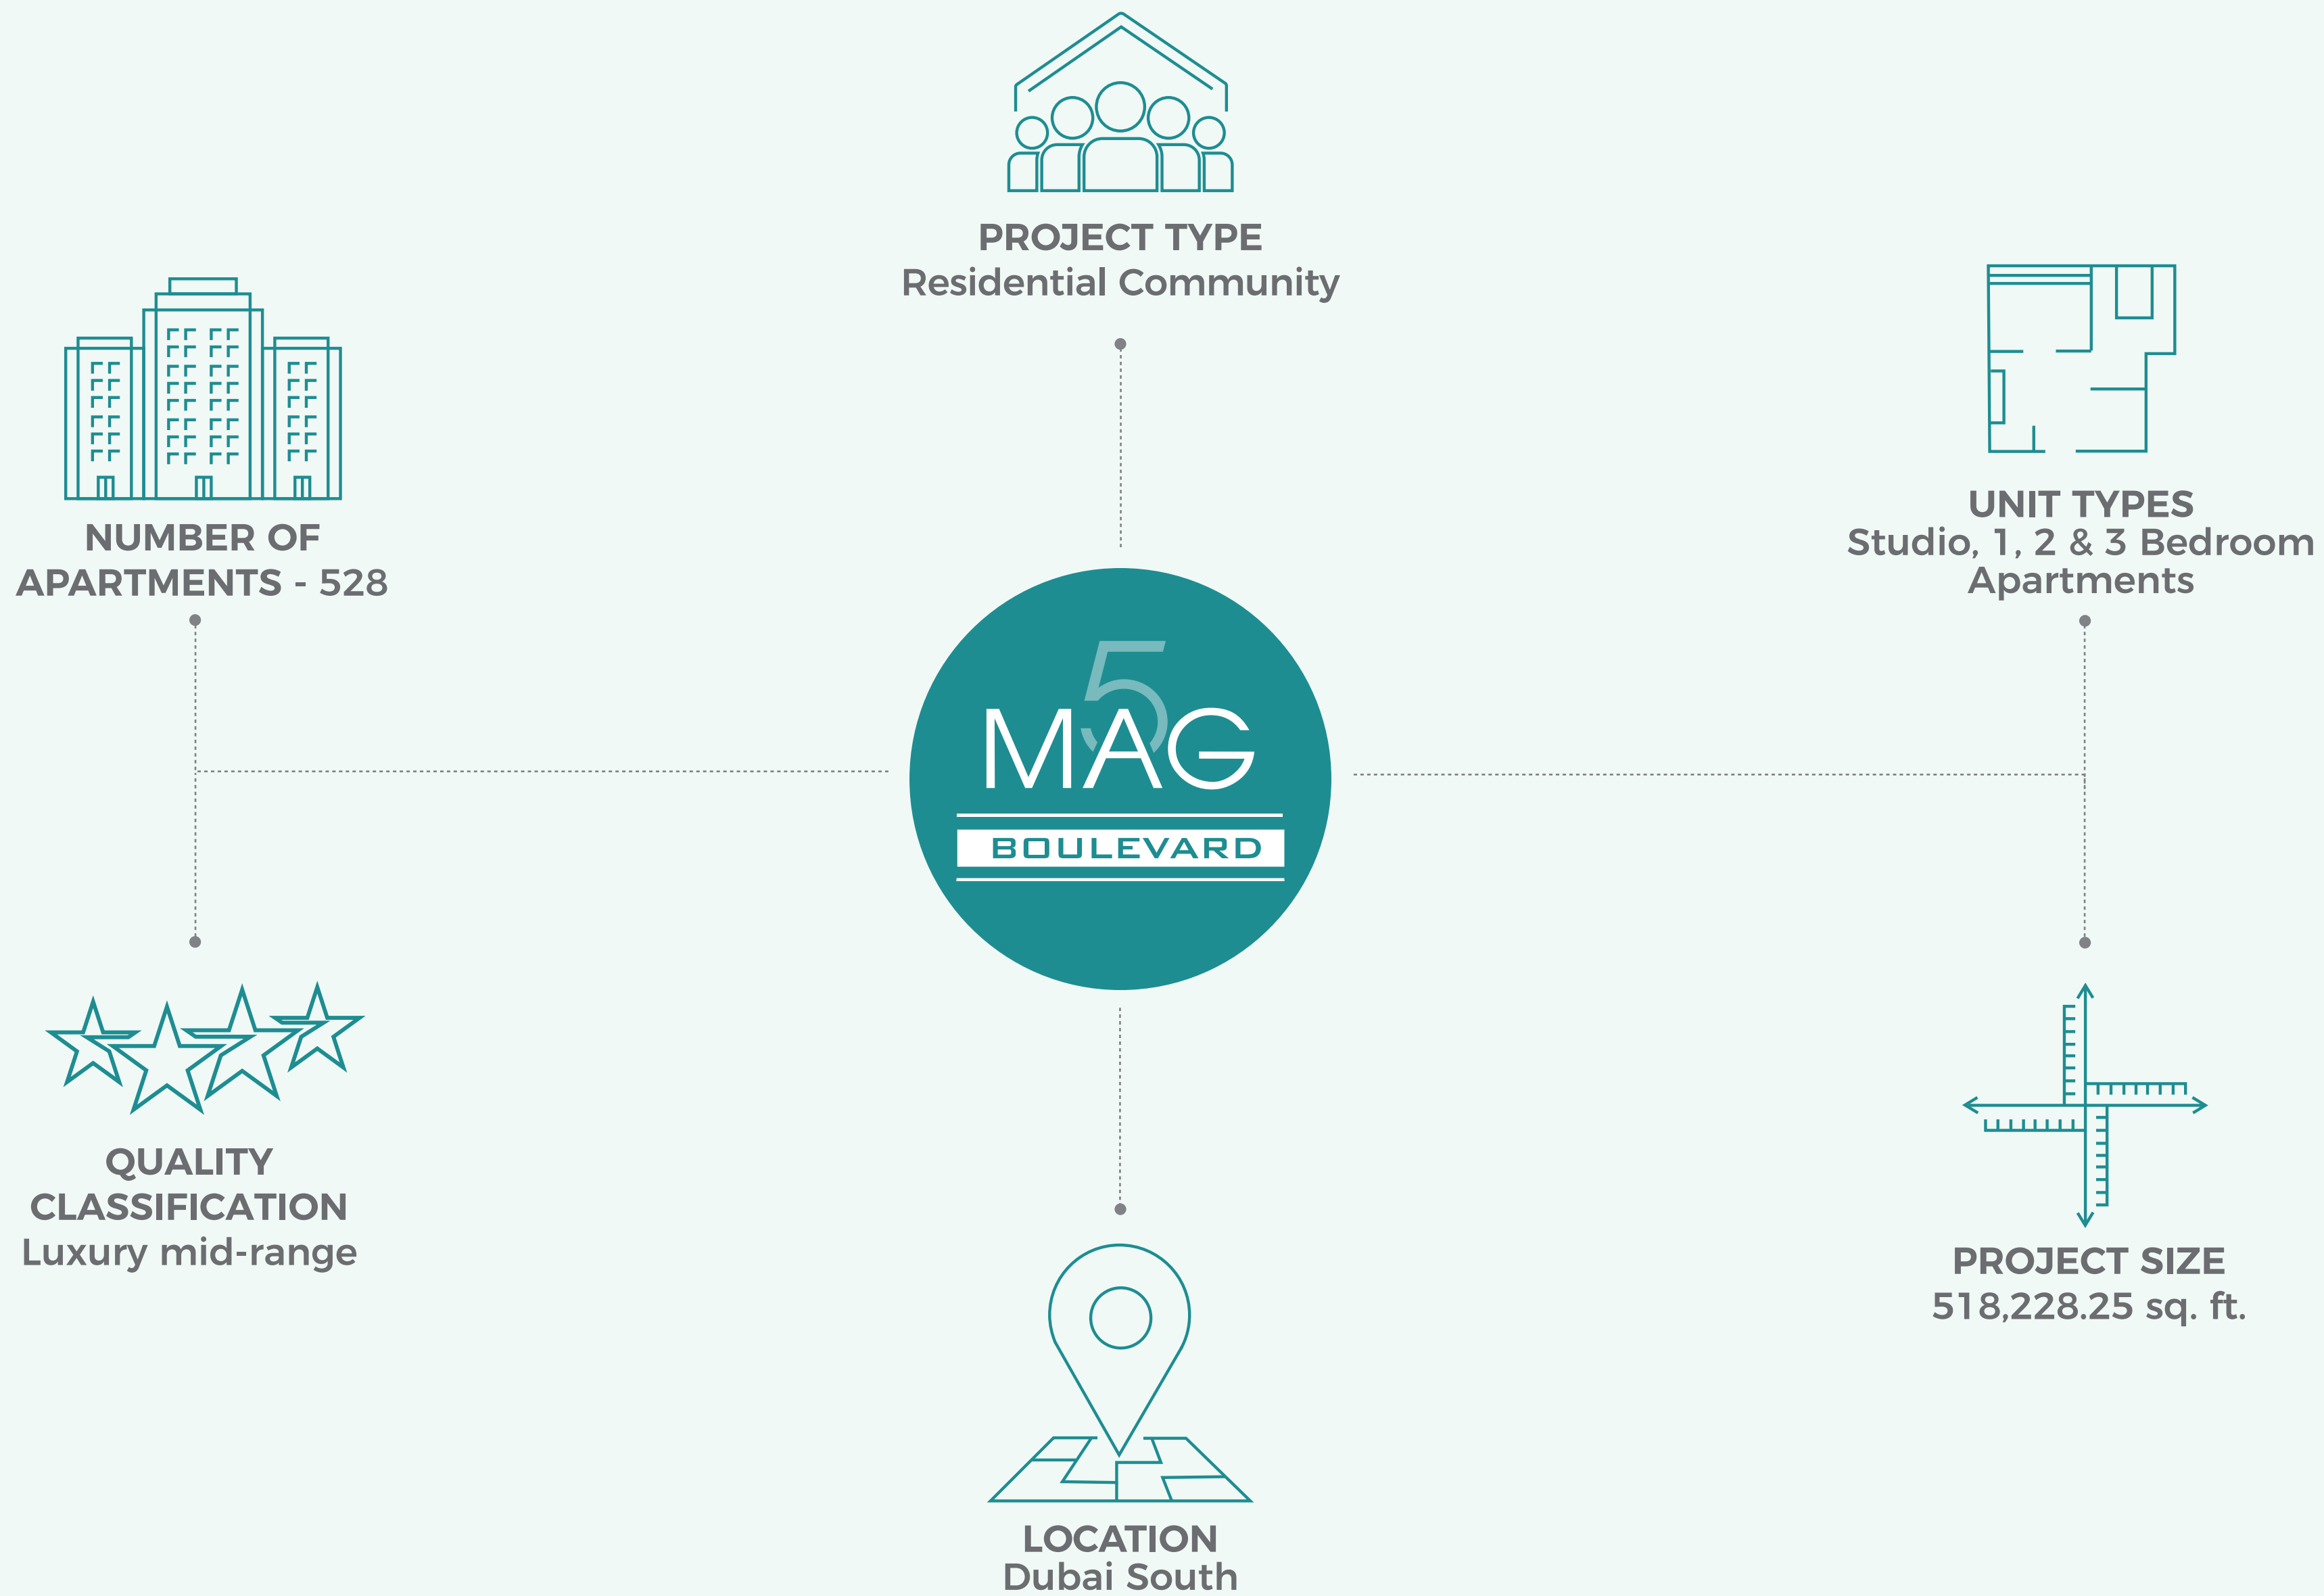 PROJECT TYPE
Residential Community
NUMBER OF
APARTMENTS - 528
UNIT TYPES
Studio, 1, 2 & 3 Bedroom
Apartments
5
MAG
BOULEVARD
QUALITY
CLASSIFICATION
Luxury mid-range
PROJECT SIZE
518,228.25 sq. ft.
LOCATION
Dubai South